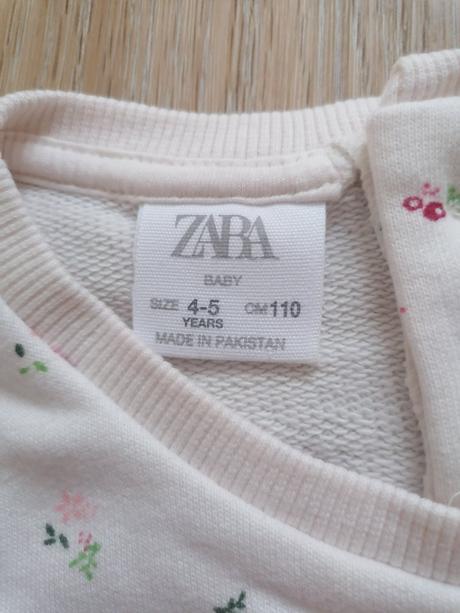 ZARA
BABY
SIZE 4-5 CM 110
YEARS
MADE IN PAKISTAN